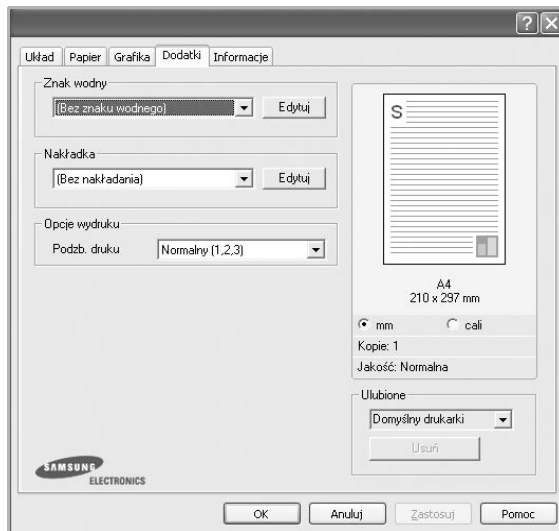 Układ Papier Grafika Dodatki Informacje
Znak wodny
(Bez znaku wodnego)
Edytuj
Nakładka
(Bez nakładania)
Edytuj
Opcje wydruku
Podzb. druku
Normalny (1,2,3)
S
A4
210 x 297 mm
mm cali
Kopie: 1
Jakość: Normalna
Ulubione
Domyślny drukarki
Usuń
SAMSUNG
ELECTRONICS
OK Anuluj Zastosuj Pomoc